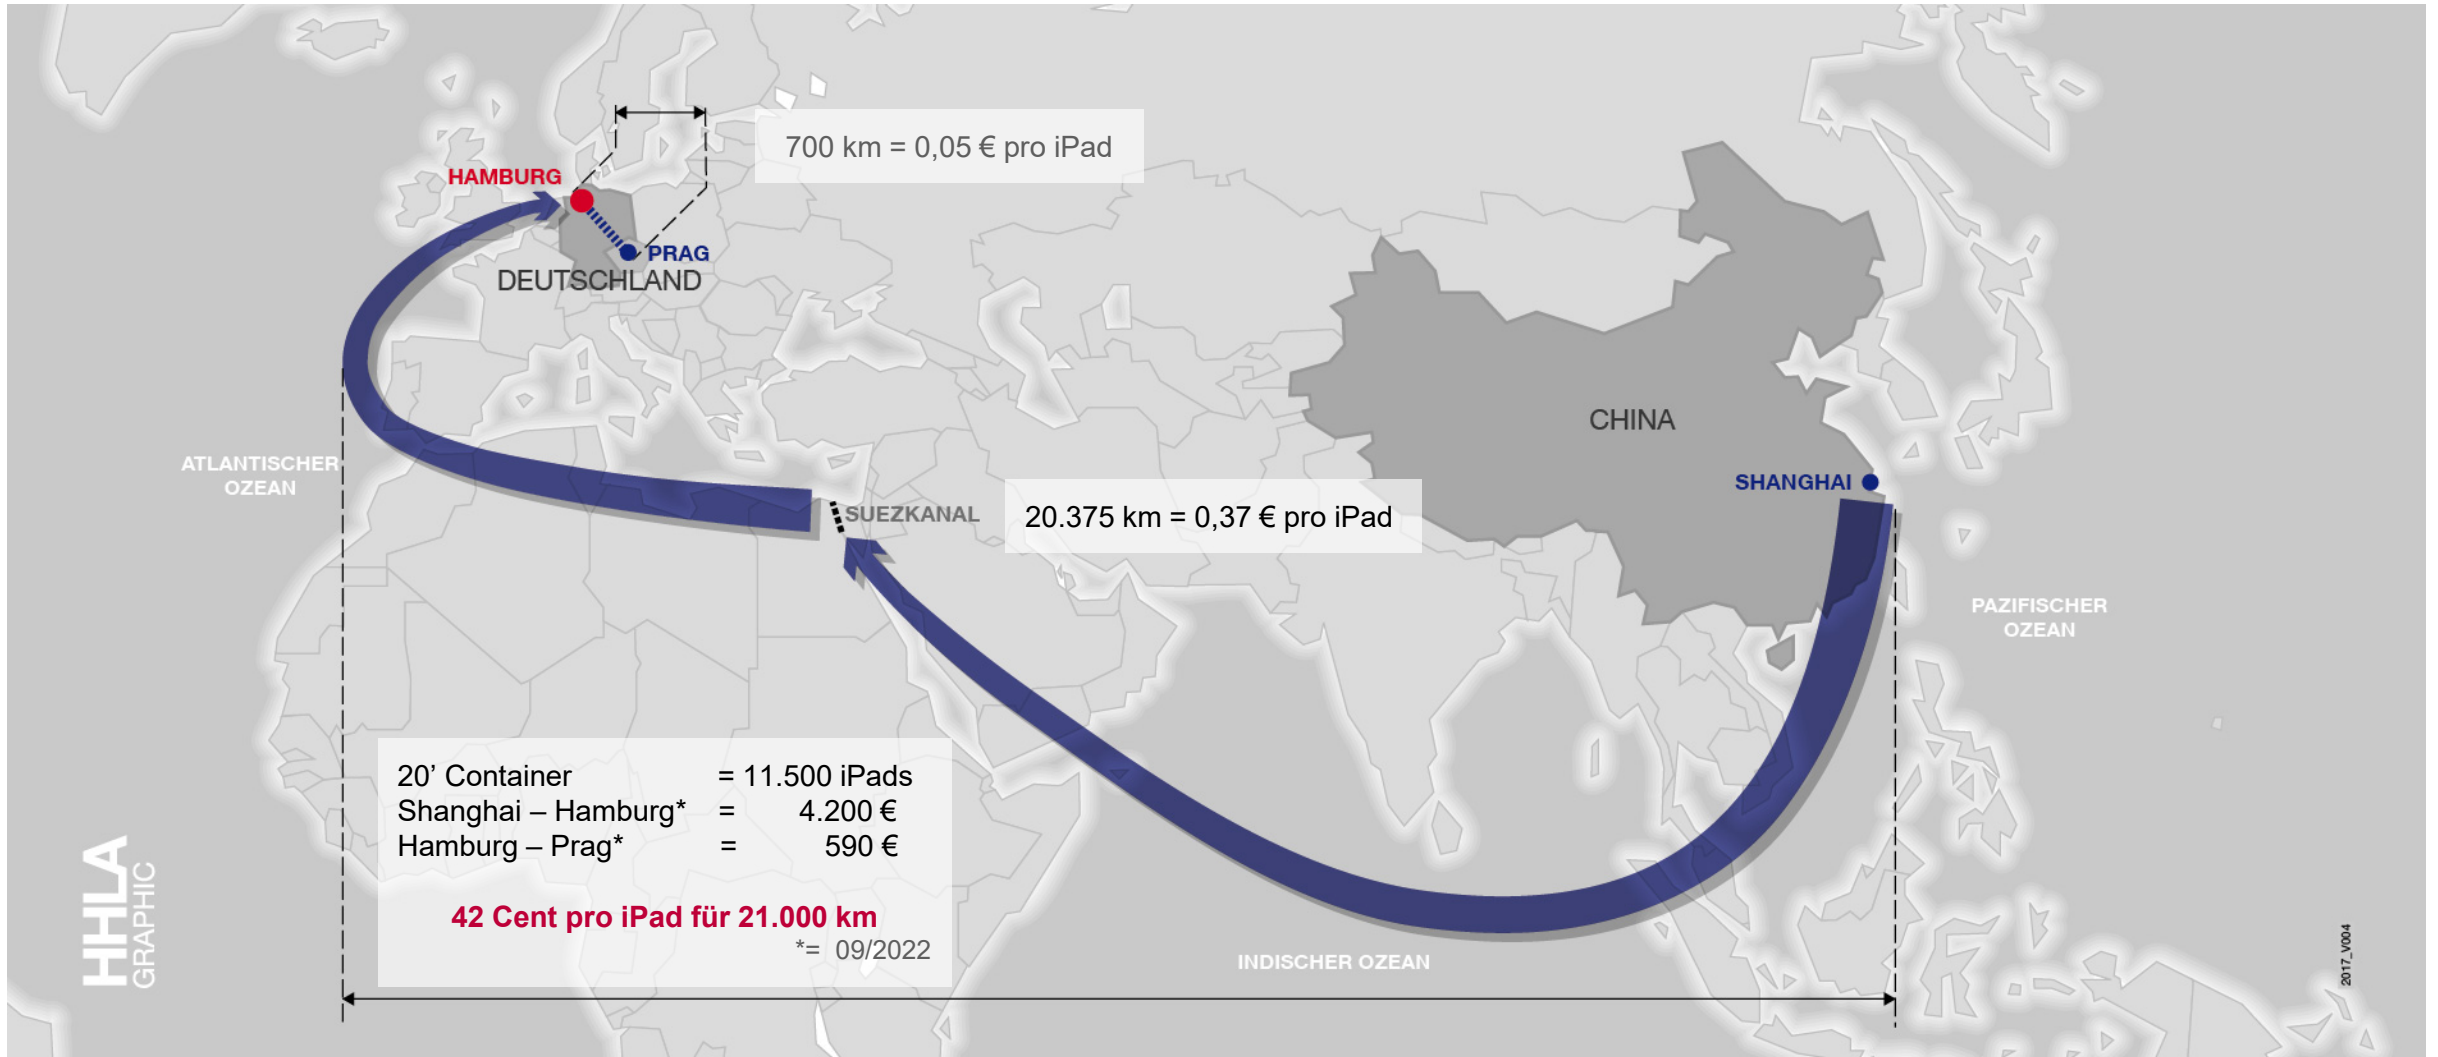 700 km = 0,05 € pro iPad
HAMBURG
PRAG
DEUTSCHLAND
CHINA
ATLANTISCHER
OZEAN
SHANGHAI
SUEZKANAL
20.375 km = 0,37 € pro iPad
PAZIFISCHER
OZEAN
20’ Container = 11.500 iPads
Shanghai – Hamburg* = 4.200 €
Hamburg – Prag* = 590 €
42 Cent pro iPad für 21.000 km
*= 09/2022
INDISCHER OZEAN
HHLA
GRAPHIC
2017_V004